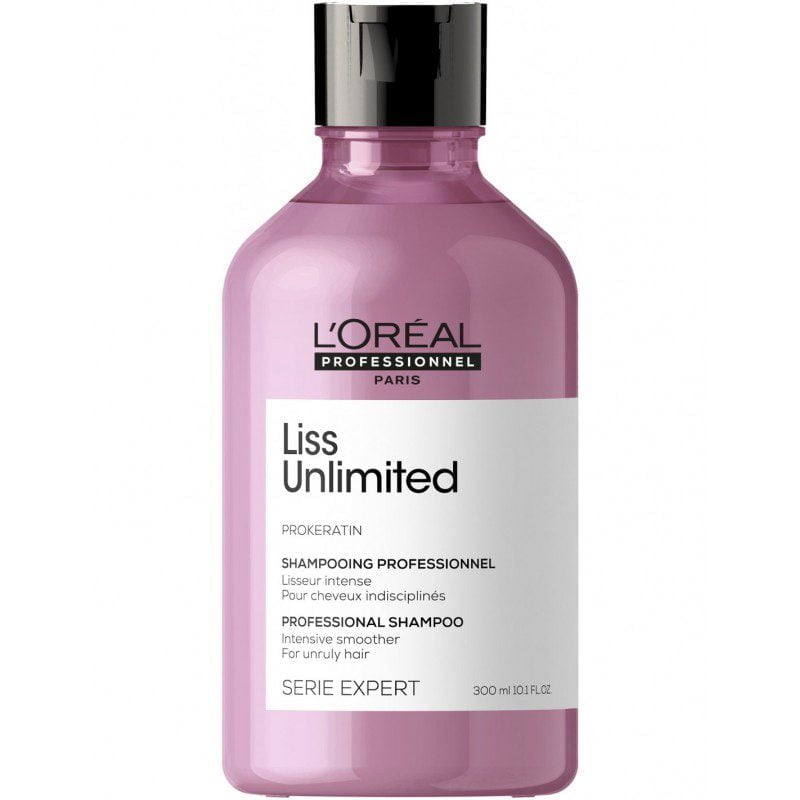 L'ORÉAL
PROFESSIONNEL
PARIS
Liss
Unlimited
PROKERATIN
SHAMPOOING PROFESSIONNEL
Lisseur intense
Pour cheveux indisciplinés
PROFESSIONAL SHAMPOO
Intensive smoother
For unruly hair
SERIE EXPERT
300 ml 10.1 FL.OZ.